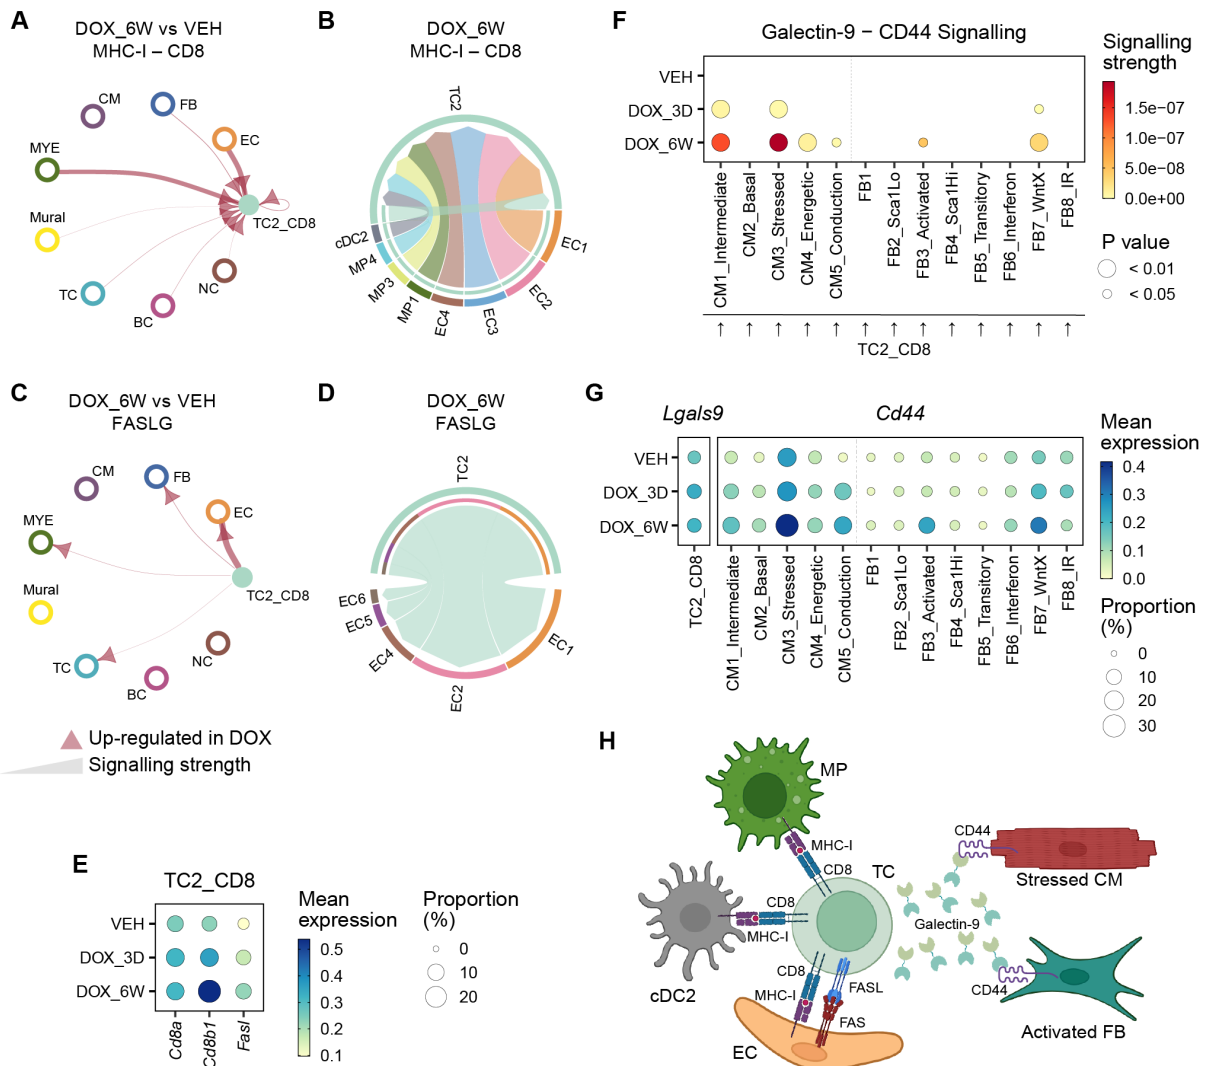 A
DOX_6W vs VEH
MHC-I – CD8
CM
FB
EC
MYE
Mural
TC2_CD8
TC
NC
BC
B
DOX_6W
MHC-I – CD8
TC2
cDC2
MP4
MP3
MP1
EC4
EC3
EC2
EC1
C
DOX_6W vs VEH
FASLG
CM
FB
EC
MYE
TC2_CD8
Mural
TC
NC
BC
Up-regulated in DOX
Signalling strength
D
DOX_6W
FASLG
TC2
EC6
EC5
EC4
EC2
EC1
E
TC2_CD8
VEH
DOX_3D
DOX_6W
Cd8a
Cd8b1
Fasl
Mean
expression
0.5
0.4
0.3
0.2
0.1
Proportion
(%)
0
10
20
F
Galectin-9 – CD44 Signalling
VEH
DOX_3D
DOX_6W
CM1_Intermediate
CM2_Basal
CM3_Stressed
CM4_Energetic
CM5_Conduction
FB1
FB2_Sca1Lo
FB3_Activated
FB4_Sca1Hi
FB5_Transitory
FB6_Interferon
FB7_WntX
FB8_IR
↑ ↑ ↑ ↑ ↑ ↑ ↑ ↑ ↑ ↑ ↑ ↑ ↑
TC2_CD8
Signalling
strength
1.5e−07
1.0e−07
5.0e−08
0.0e+00
P value
< 0.01
< 0.05
G
Lgals9
Cd44
VEH
DOX_3D
DOX_6W
TC2_CD8
CM1_Intermediate
CM2_Basal
CM3_Stressed
CM4_Energetic
CM5_Conduction
FB1
FB2_Sca1Lo
FB3_Activated
FB4_Sca1Hi
FB5_Transitory
FB6_Interferon
FB7_WntX
FB8_IR
Mean
expression
0.4
0.3
0.2
0.1
0.0
Proportion
(%)
0
10
20
30
H
MP
MHC-I
CD8
TC
CD8
MHC-I
cDC2
CD8
MHC-I
FASL
FAS
EC
CD44
Stressed CM
Galectin-9
CD44
Activated FB